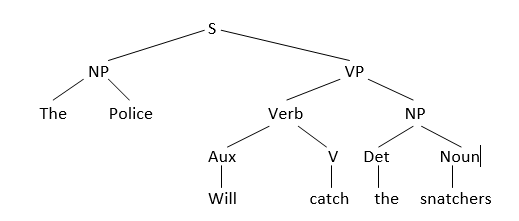 S
NP VP
The Police Verb NP
Aux V Det Noun
Will catch the snatchers